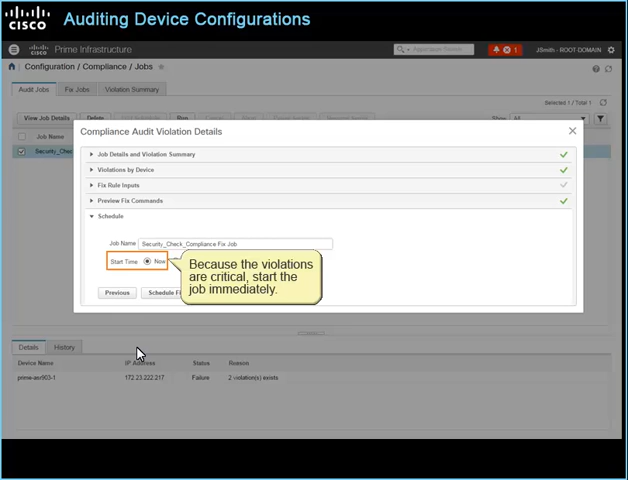 CISCO
Auditing Device Configurations
CISCO Prime Infrastructure
1
JSmith - ROOT-DOMAIN
Configuration / Compliance / Jobs
Audit Jobs Fix Jobs Violation Summary
Selected 1 / Total 1
View Job Details Delete Run Show All
Job Name
Security_Chec
Compliance Audit Violation Details
Job Details and Violation Summary
Violations by Device
Fix Rule Inputs
Preview Fix Commands
Schedule
Job Name Security_Check_Compliance Fix Job
Start Time Now
Because the violations
are critical, start the
job immediately.
Previous Schedule Fi
Details History
Device Name IP Address Status Reason
prime-asr903-1 172.23.222.217 Failure 2 violation(s) exists